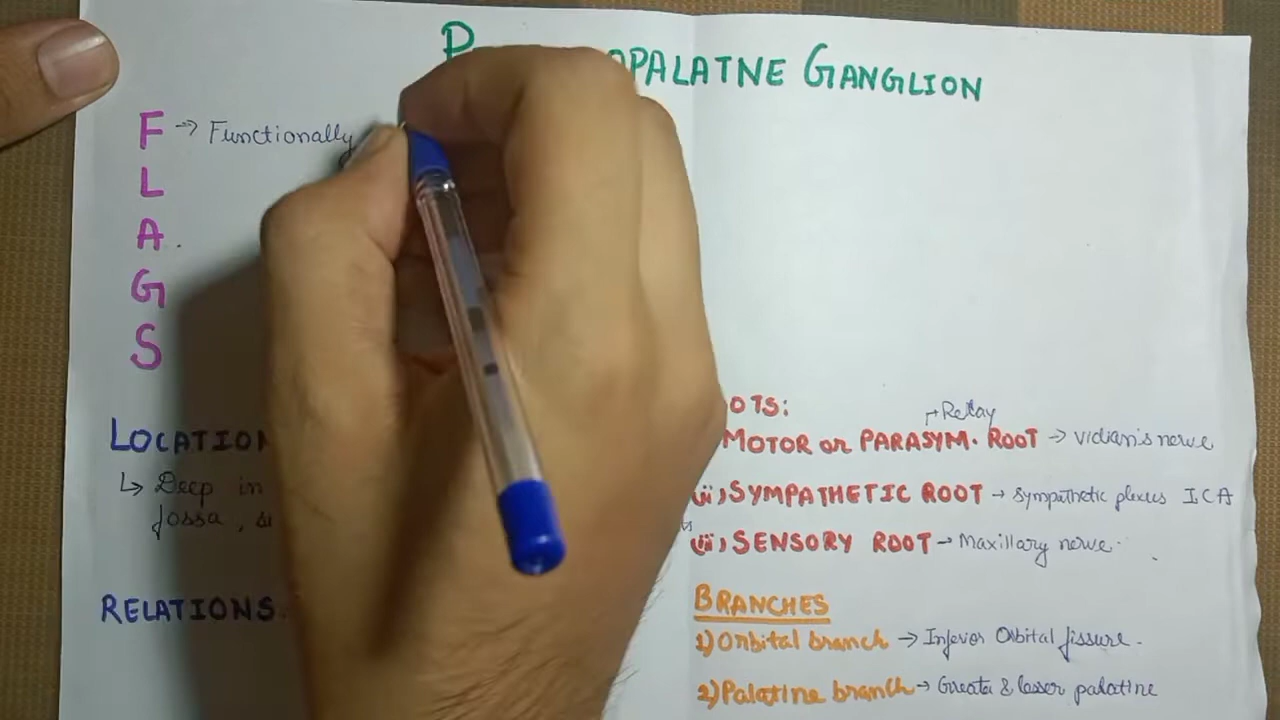 P OPALATNE GANGLION
F → Functionally
L
A.
G
S
LOCATION
↳ Deep in
fossa,
RELATIONS.
OTS:
→ Relay
MOTOR or PARASYM. ROOT → vidian's nerve
(ii) SYMPATHETIC ROOT → Sympathetic plexus ICA
(iii) SENSORY ROOT → Maxillary nerve.
BRANCHES
1) Orbital branch → Inferior Orbital fissure.
2) Palatine branch → Greater & lesser palatine